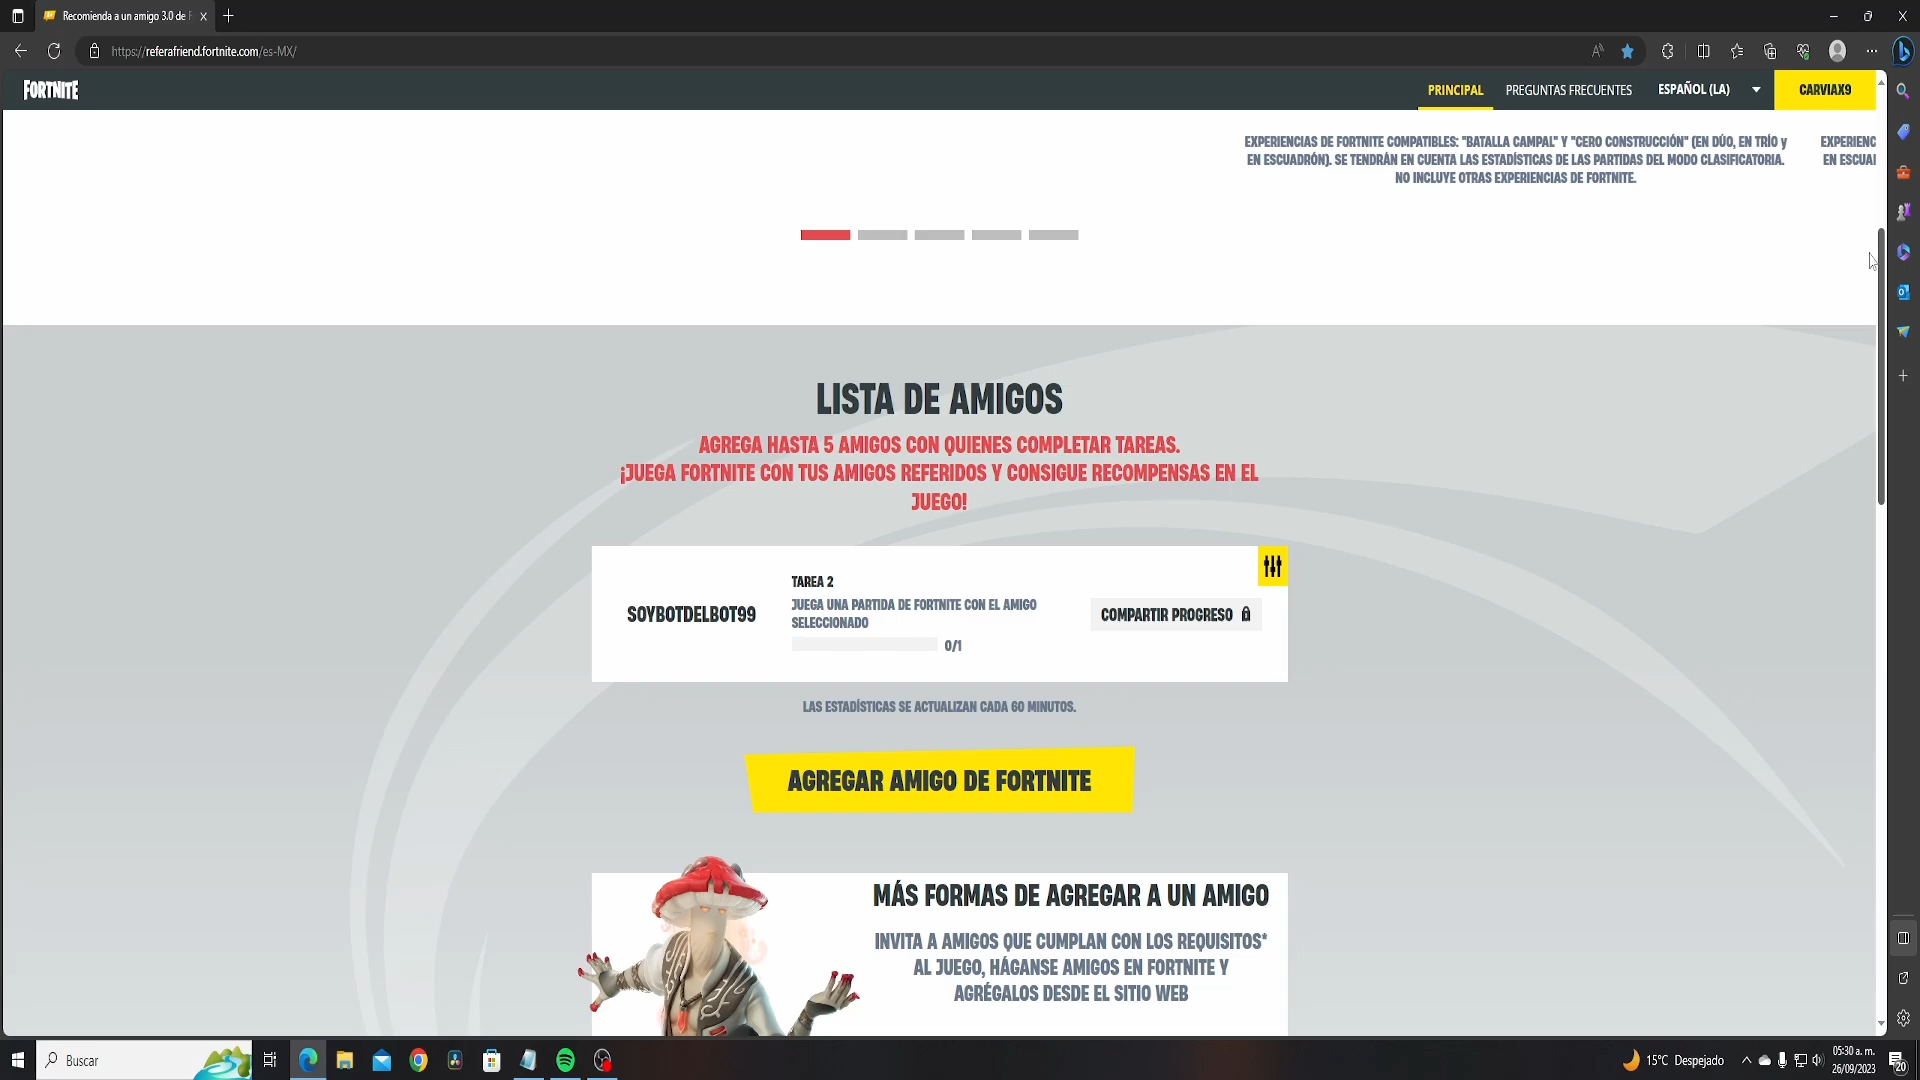 Recomienda a un amigo 3.0 de F
https://referafriend.fortnite.com/es-MX/
FORTNITE
PRINCIPAL
PREGUNTAS FRECUENTES
ESPAÑOL (LA)
CARVIAX9
EXPERIENCIAS DE FORTNITE COMPATIBLES: "BATALLA CAMPAL" Y "CERO CONSTRUCCIÓN" (EN DÚO, EN TRÍO y
EN ESCUADRÓN). SE TENDRÁN EN CUENTA LAS ESTADÍSTICAS DE LAS PARTIDAS DEL MODO CLASIFICATORIA.
NO INCLUYE OTRAS EXPERIENCIAS DE FORTNITE.
EXPERIENC
EN ESCUAI
LISTA DE AMIGOS
AGREGA HASTA 5 AMIGOS CON QUIENES COMPLETAR TAREAS.
¡JUEGA FORTNITE CON TUS AMIGOS REFERIDOS Y CONSIGUE RECOMPENSAS EN EL
JUEGO!
SOYBOTDELBOT99
TAREA 2
JUEGA UNA PARTIDA DE FORTNITE CON EL AMIGO
SELECCIONADO
0/1
COMPARTIR PROGRESO
LAS ESTADÍSTICAS SE ACTUALIZAN CADA 60 MINUTOS.
AGREGAR AMIGO DE FORTNITE
MÁS FORMAS DE AGREGAR A UN AMIGO
INVITA A AMIGOS QUE CUMPLAN CON LOS REQUISITOS*
AL JUEGO, HÁGANSE AMIGOS EN FORTNITE Y
AGRÉGALOS DESDE EL SITIO WEB
Buscar
15°C Despejado
05:30 a. m.
26/09/2023
20